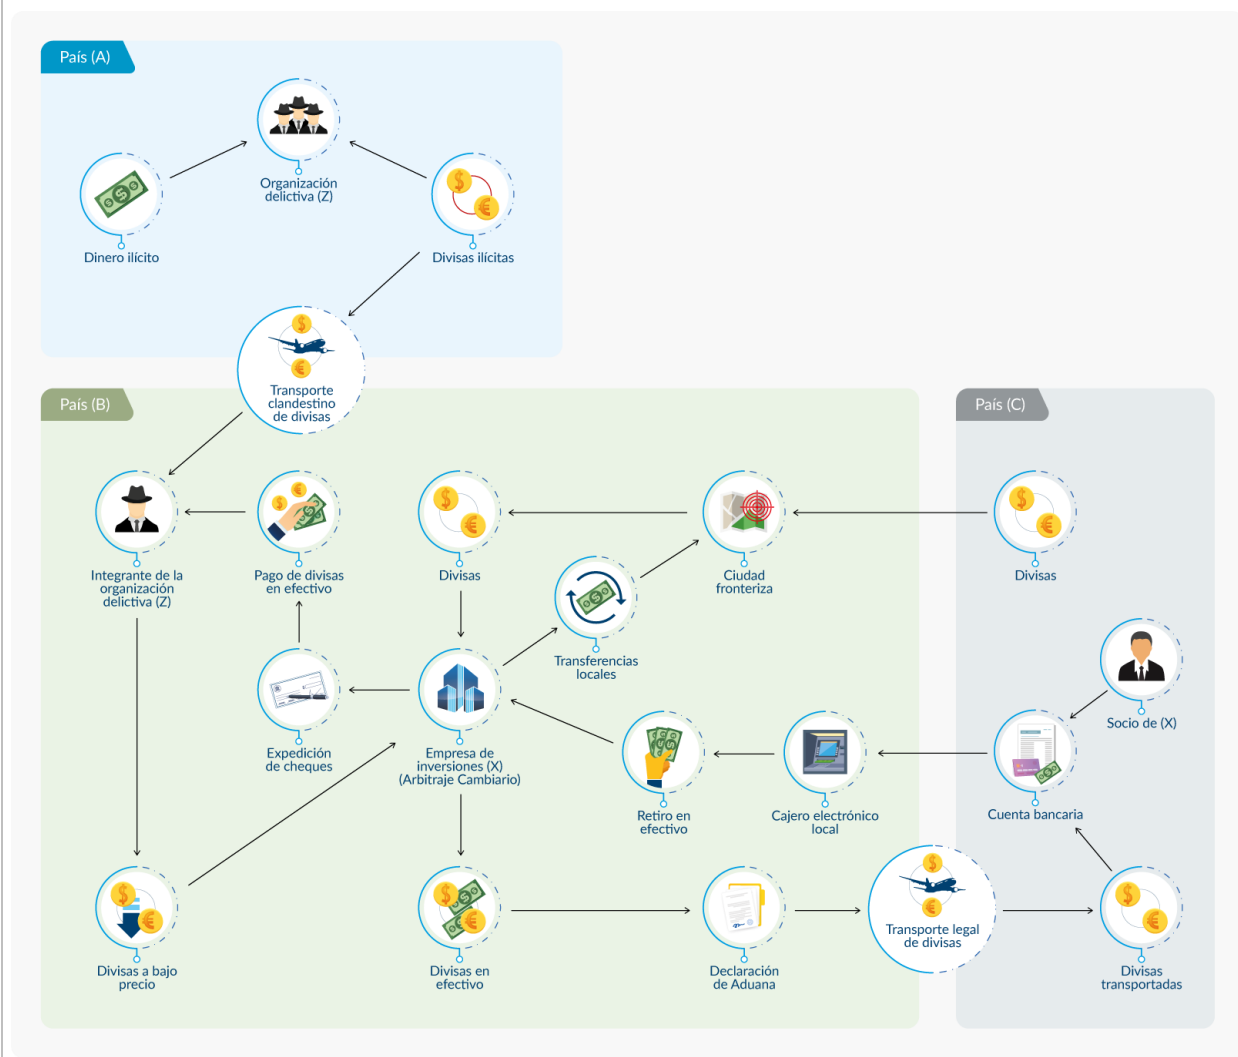 País (A)
Organización
delictiva (Z)
Dinero ilícito
Divisas ilícitas
Transporte
clandestino
de divisas
País (B)
País (C)
Integrante de la
organización
delictiva (Z)
Pago de divisas
en efectivo
Divisas
Ciudad
fronteriza
Divisas
Transferencias
locales
Socio de (X)
Expedición
de cheques
Empresa de
inversiones (X)
(Arbitraje Cambiario)
Retiro en
efectivo
Cajero electrónico
local
Cuenta bancaria
Transporte legal
de divisas
Divisas a bajo
precio
Divisas en
efectivo
Declaración
de Aduana
Divisas
transportadas